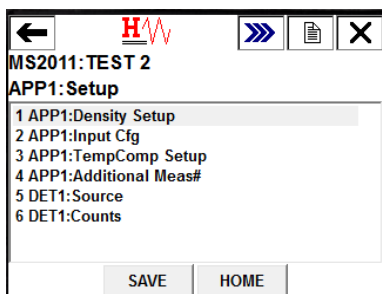 H
MS2011:TEST 2
APP1:Setup
1 APP1:Density Setup
2 APP1:Input Cfg
3 APP1:TempComp Setup
4 APP1:Additional Meas#
5 DET1:Source
6 DET1:Counts
SAVE HOME